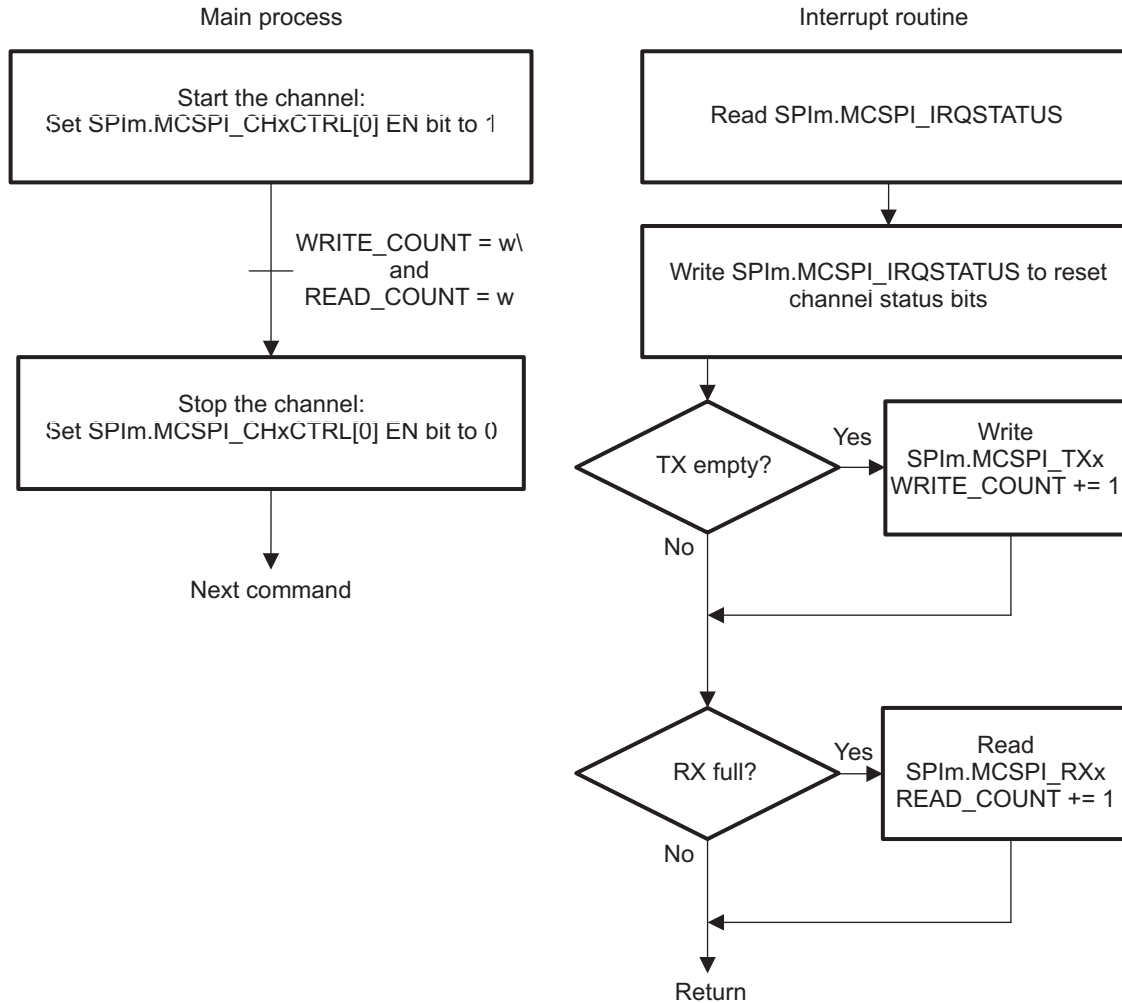 Main process
Start the channel:
Set SPIm.MCSPI_CHxCTRL[0] EN bit to 1
WRITE_COUNT = w\
and
READ_COUNT = w
Stop the channel:
Set SPIm.MCSPI_CHxCTRL[0] EN bit to 0
Next command
Interrupt routine
Read SPIm.MCSPI_IRQSTATUS
Write SPIm.MCSPI_IRQSTATUS to reset
channel status bits
TX empty?
Yes
Write
SPIm.MCSPI_TXx
WRITE_COUNT += 1
No
RX full?
Yes
Read
SPIm.MCSPI_RXx
READ_COUNT += 1
No
Return